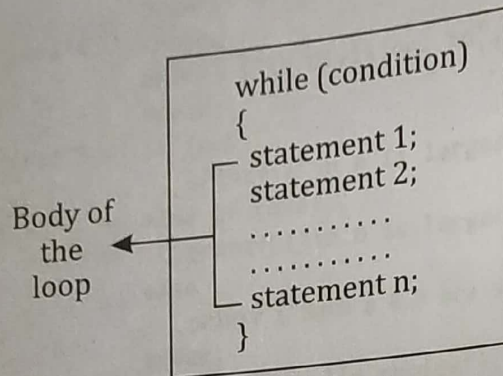 while (condition)
{
statement 1;
statement 2;
...........
...........
statement n;
}
Body of
the
loop